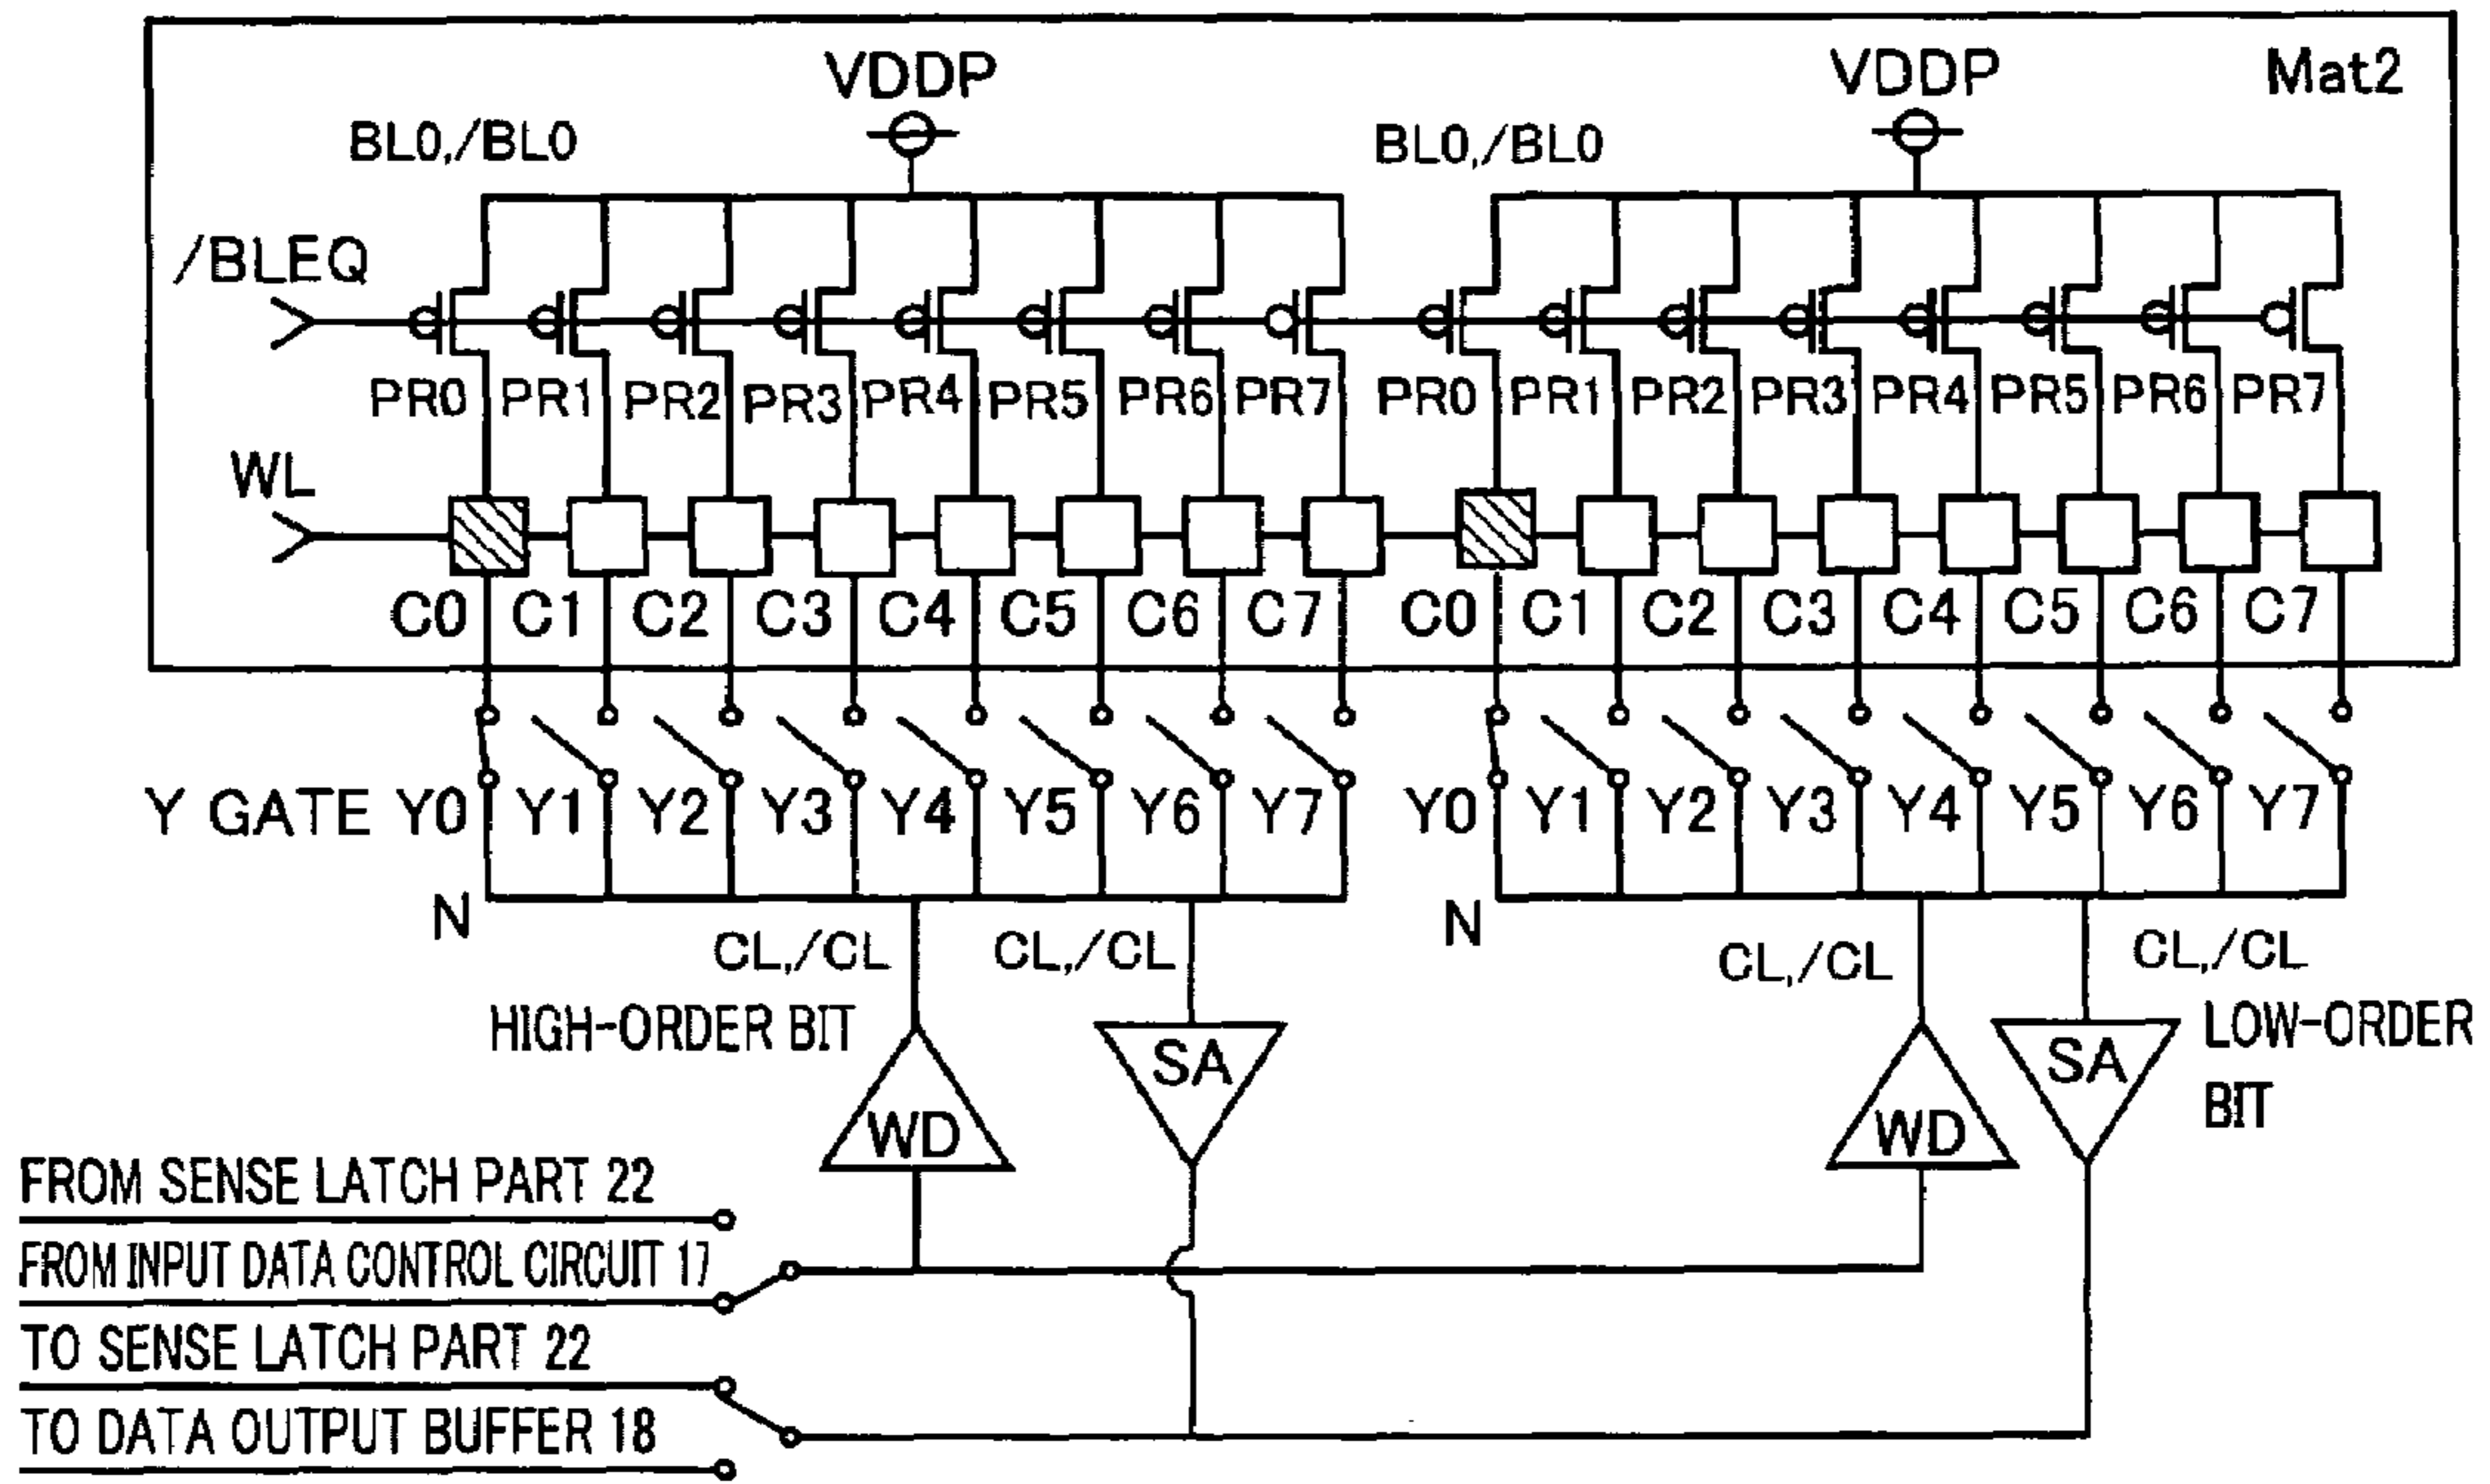 VDDP VDDP Mat2
BL0,/BL0 BL0,/BL0
/BLEQ
PR0 PR1 PR2 PR3 PR4 PR5 PR6 PR7 PR0 PR1 PR2 PR3 PR4 PR5 PR6 PR7
WL
C0 C1 C2 C3 C4 C5 C6 C7 C0 C1 C2 C3 C4 C5 C6 C7
Y GATE Y0 Y1 Y2 Y3 Y4 Y5 Y6 Y7 Y0 Y1 Y2 Y3 Y4 Y5 Y6 Y7
N N
CL,/CL CL,/CL CL,/CL CL,/CL
HIGH-ORDER BIT
SA SA
LOW-ORDER
BIT
WD WD
FROM SENSE LATCH PART 22
FROM INPUT DATA CONTROL CIRCUIT 17
TO SENSE LATCH PART 22
TO DATA OUTPUT BUFFER 18